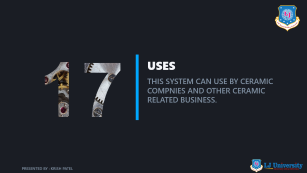 17
USES
THIS SYSTEM CAN USE BY CERAMIC
COMPNIES AND OTHER CERAMIC
RELATED BUSINESS.
PRESENTED BY : KRISH PATEL
LJ University